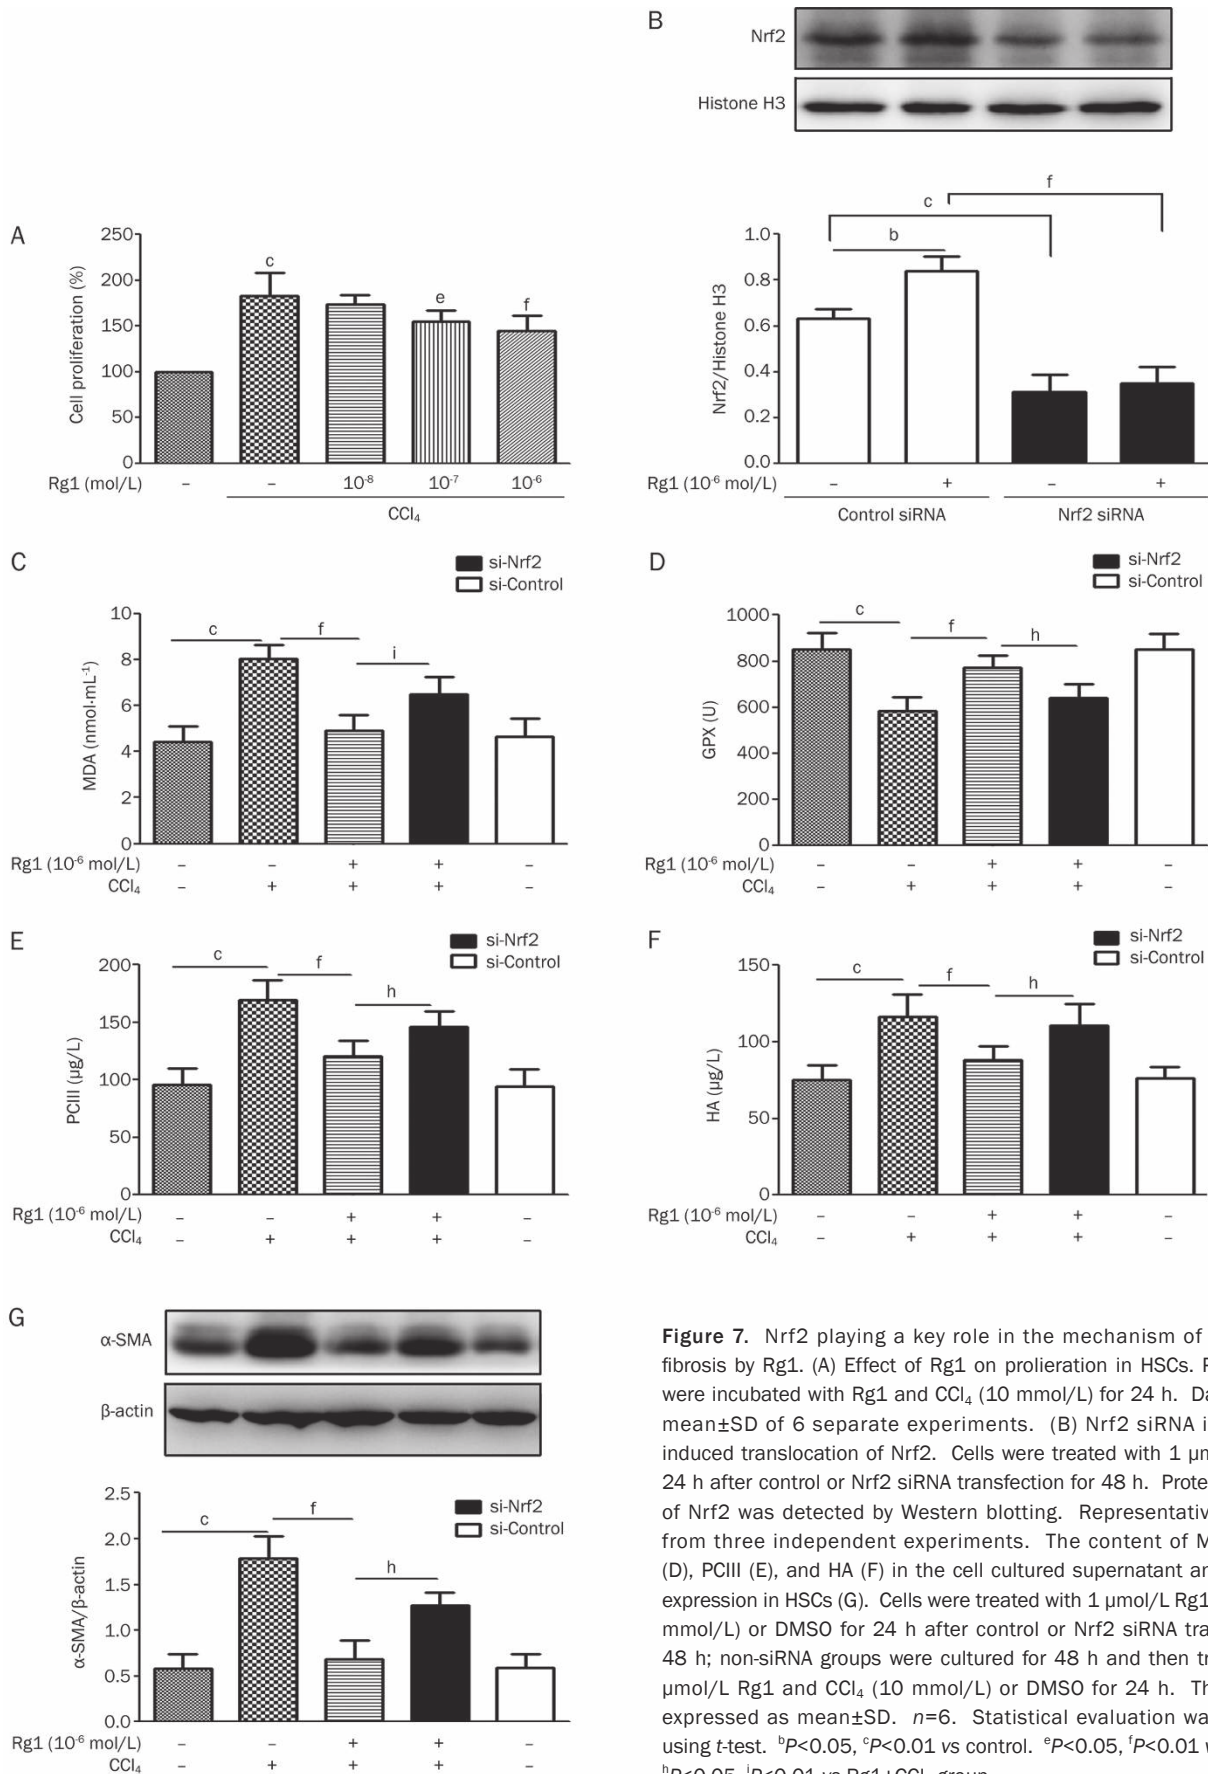 B
Nrf2
Histone H3
f
c
b
A
250
200
150
100
50
0
Cell proliferation (%)
c
e
f
Rg1 (mol/L) – – 10⁻⁸ 10⁻⁷ 10⁻⁶
CCl₄
1.0
0.8
0.6
0.4
0.2
0.0
Nrf2/Histone H3
Rg1 (10⁻⁶ mol/L) – + – +
Control siRNA Nrf2 siRNA
C
si-Nrf2
si-Control
10
8
6
4
2
0
MDA (nmol·mL⁻¹)
c f i
Rg1 (10⁻⁶ mol/L) – – + + –
CCl₄ – + + + –
D
si-Nrf2
si-Control
1000
800
600
400
200
0
GPX (U)
c f h
Rg1 (10⁻⁶ mol/L) – – + + –
CCl₄ – + + + –
E
si-Nrf2
si-Control
200
150
100
50
0
PCIII (µg/L)
c f h
Rg1 (10⁻⁶ mol/L) – – + + –
CCl₄ – + + + –
F
si-Nrf2
si-Control
150
100
50
0
HA (µg/L)
c f h
Rg1 (10⁻⁶ mol/L) – – + + –
CCl₄ – + + + –
G
α-SMA
β-actin
si-Nrf2
si-Control
2.5
2.0
1.5
1.0
0.5
0.0
α-SMA/β-actin
c f h
Rg1 (10⁻⁶ mol/L) – – + + –
CCl₄ – + + + –
Figure 7. Nrf2 playing a key role in the mechanism of
fibrosis by Rg1. (A) Effect of Rg1 on prolieration in HSCs.
were incubated with Rg1 and CCl₄ (10 mmol/L) for 24 h.
mean±SD of 6 separate experiments. (B) Nrf2 siRNA
induced translocation of Nrf2. Cells were treated with 1
24 h after control or Nrf2 siRNA transfection for 48 h.
of Nrf2 was detected by Western blotting.
from three independent experiments. The content of
(D), PCIII (E), and HA (F) in the cell cultured supernatant
expression in HSCs (G). Cells were treated with 1 µmol/L Rg1
mmol/L) or DMSO for 24 h after control or Nrf2 siRNA
48 h; non-siRNA groups were cultured for 48 h and then
µmol/L Rg1 and CCl₄ (10 mmol/L) or DMSO for 24 h.
expressed as mean±SD. n=6. Statistical evaluation
using t-test. ᵇP<0.05, ᶜP<0.01 vs control. ᵉP<0.05, ᶠP<0.01
ʰP<0.05, ⁱP<0.01 vs Rg1+CCl₄ group